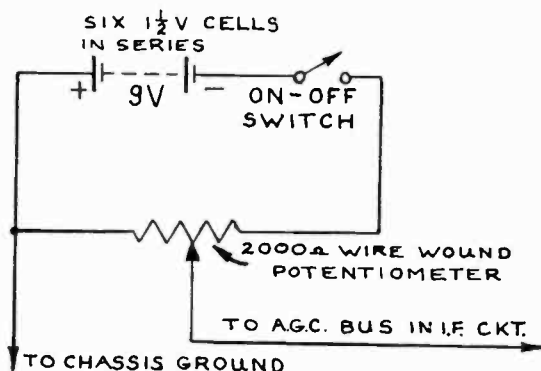 SIX 1½V CELLS
IN SERIES
+ 9V −
ON-OFF
SWITCH
2000Ω WIRE WOUND
POTENTIOMETER
TO A.G.C. BUS IN I.F. CKT.
TO CHASSIS GROUND